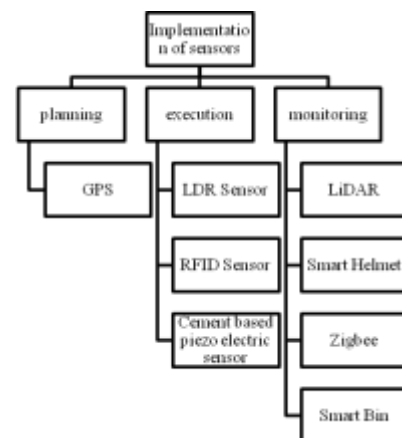 Implementatio
n of sensors
planning
execution
monitoring
GPS
LDR Sensor
LiDAR
RFID Sensor
Smart Helmet
Cement based
piezo electric
sensor
Zigbee
Smart Bin